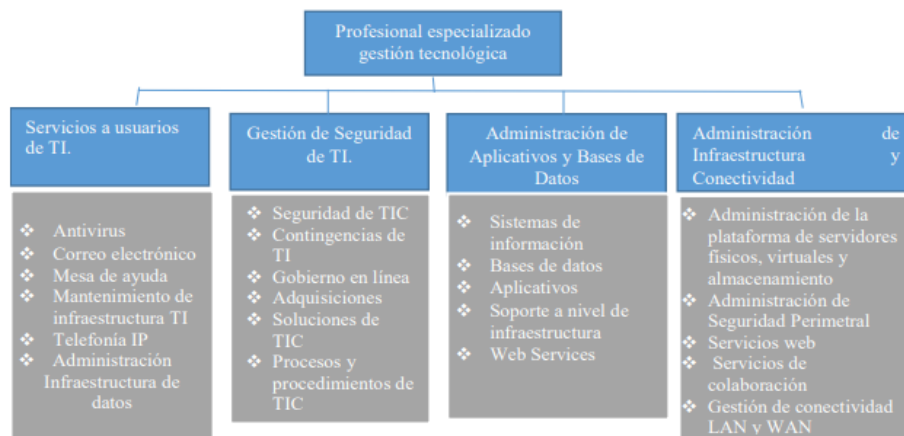 Profesional especializado
gestión tecnológica
Servicios a usuarios
de TI.
❖ Antivirus
❖ Correo electrónico
❖ Mesa de ayuda
❖ Mantenimiento de
infraestructura TI
❖ Telefonía IP
❖ Administración
Infraestructura de
datos
Gestión de Seguridad
de TI.
❖ Seguridad de TIC
❖ Contingencias de
TI
❖ Gobierno en línea
❖ Adquisiciones
❖ Soluciones de
TIC
❖ Procesos y
procedimientos de
TIC
Administración de
Aplicativos y Bases de
Datos
❖ Sistemas de
información
❖ Bases de datos
❖ Aplicativos
❖ Soporte a nivel de
infraestructura
❖ Web Services
Administración de
Infraestructura y
Conectividad
❖ Administración de la
plataforma de servidores
físicos, virtuales y
almacenamiento
❖ Administración de
Seguridad Perimetral
❖ Servicios web
❖ Servicios de
colaboración
❖ Gestión de conectividad
LAN y WAN